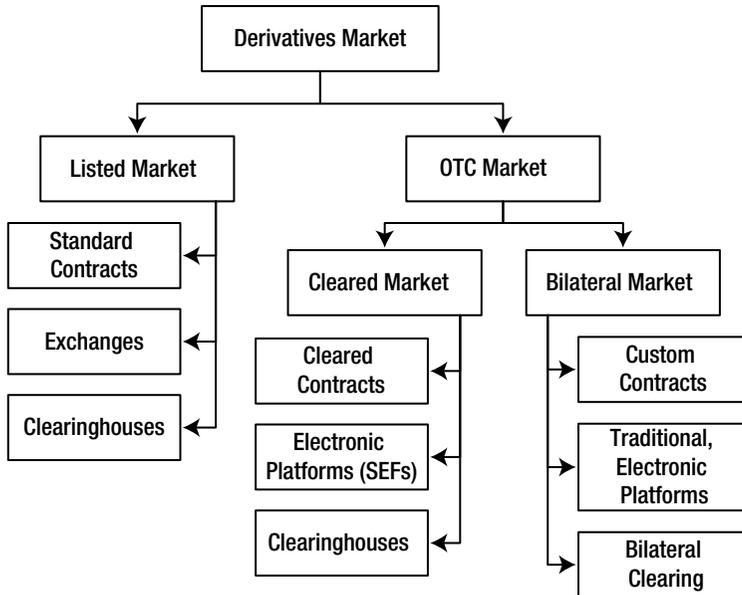 Derivatives Market
Listed Market
OTC Market
Standard
Contracts
Exchanges
Clearinghouses
Cleared Market
Bilateral Market
Cleared
Contracts
Electronic
Platforms (SEFs)
Clearinghouses
Custom
Contracts
Traditional,
Electronic
Platforms
Bilateral
Clearing